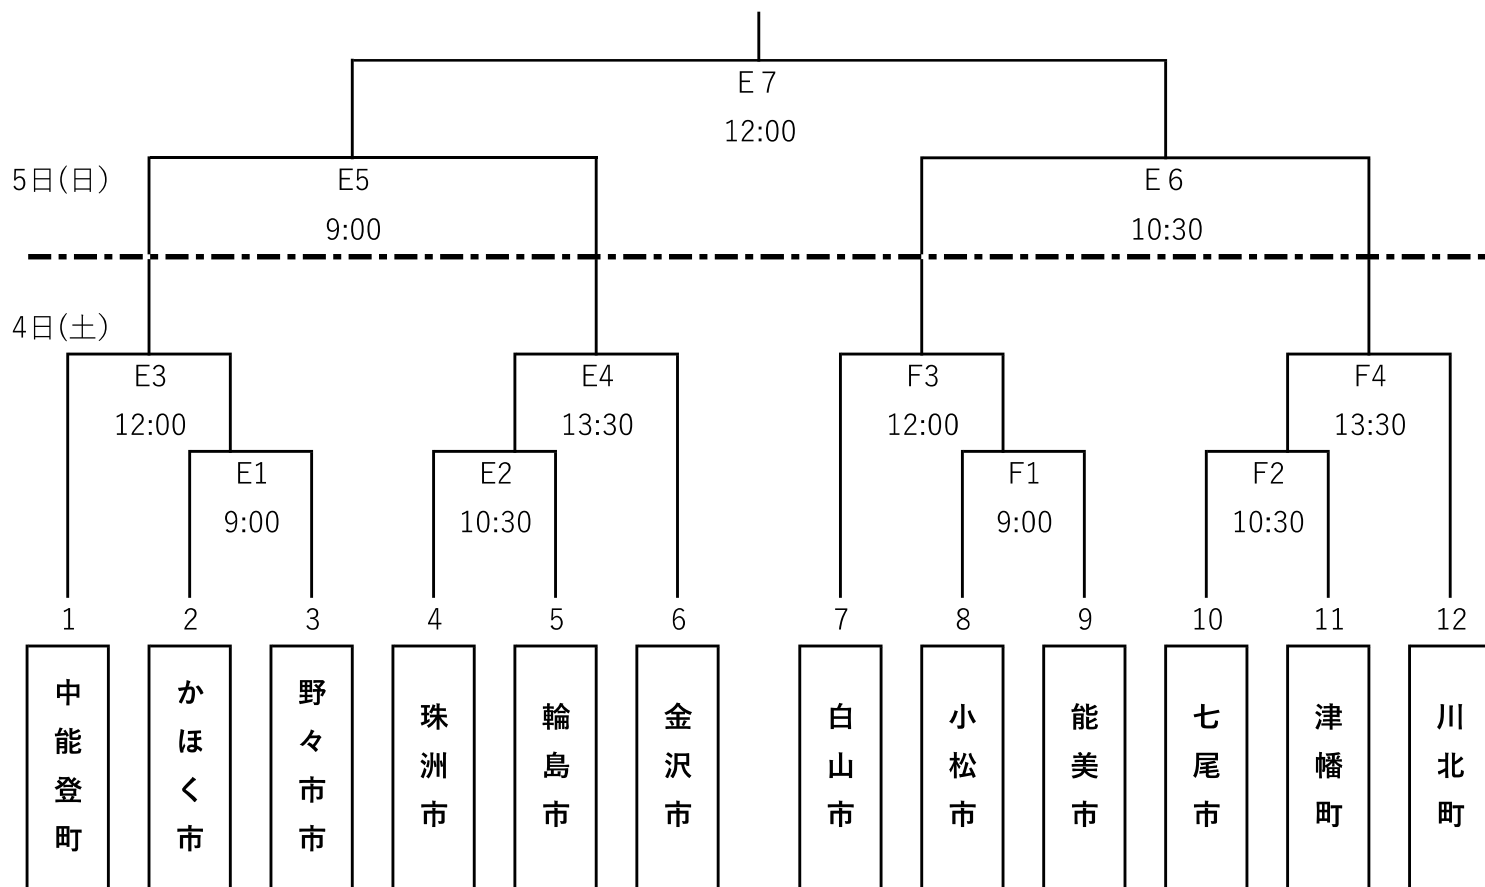 E 7
12:00
5日(日)
E5
E 6
9:00
10:30
4日(土)
E3
E4
F3
F4
12:00
13:30
12:00
13:30
E1
E2
F1
F2
9:00
10:30
9:00
10:30
1
2
3
4
5
6
7
8
9
10
11
12
中能登町
かほく市
野々市市
珠洲市
輪島市
金沢市
白山市
小松市
能美市
七尾市
津幡町
川北町